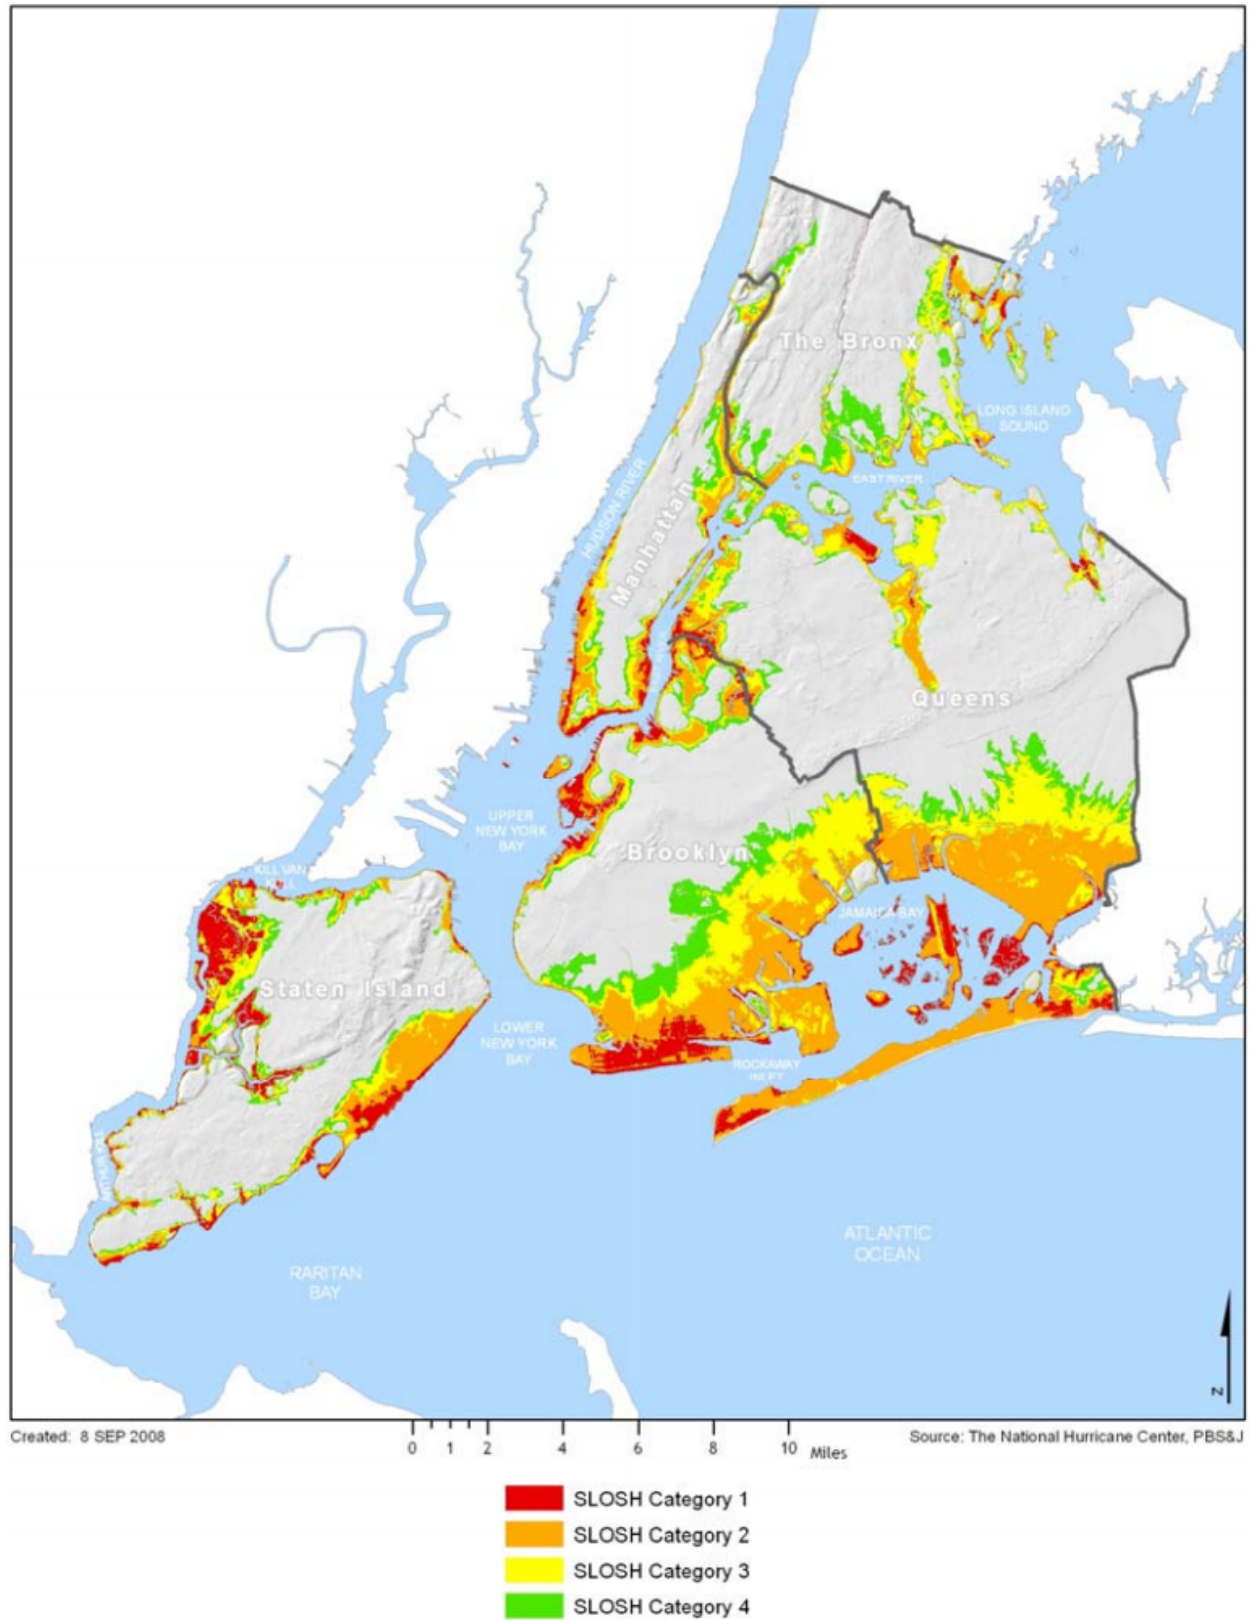 The Bronx
LONG ISLAND
SOUND
EAST RIVER
HUDSON RIVER
Manhattan
Queens
UPPER
NEW YORK
BAY
Brooklyn
KILL VAN
JAMAICA BAY
Staten Island
LOWER
NEW YORK
BAY
ROCKAWAY
INLET
ATLANTIC
OCEAN
RARITAN
BAY
N
Created: 8 SEP 2008
0 1 2 4 6 8 10 Miles
Source: The National Hurricane Center, PBS&J
SLOSH Category 1
SLOSH Category 2
SLOSH Category 3
SLOSH Category 4